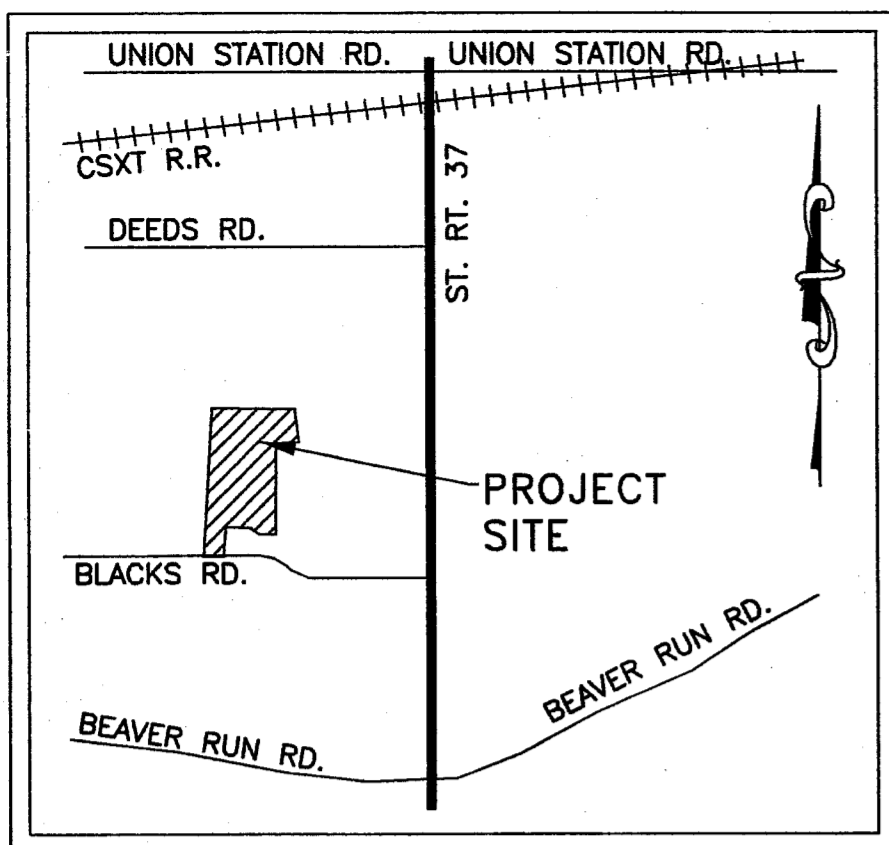 UNION STATION RD.
UNION STATION RD.
CSXT R.R.
ST. RT. 37
DEEDS RD.
PROJECT
SITE
BLACKS RD.
BEAVER RUN RD.
BEAVER RUN RD.